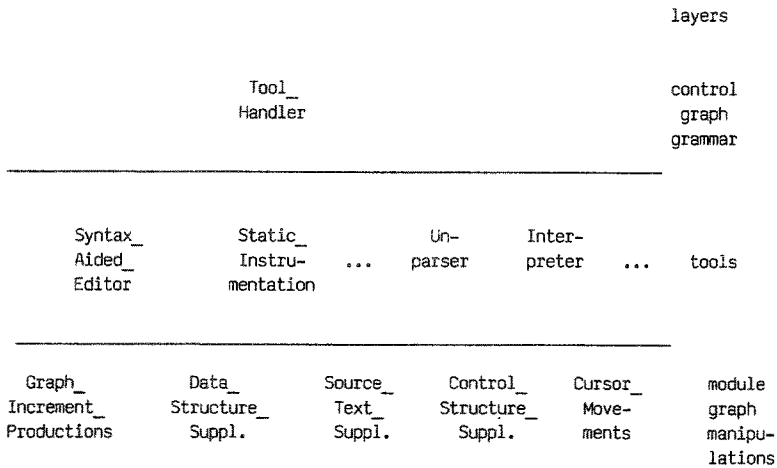 layers
Tool_ control
Handler graph
grammar
Syntax_ Static_ Un- Inter-
Aided_ Instru- ... parser preter ... tools
Editor mentation
Graph_ Data_ Source_ Control_ Cursor_ module
Increment_ Structure_ Text_ Structure_ Move- graph
Productions Suppl. Suppl. Suppl. ments manipu-
lations